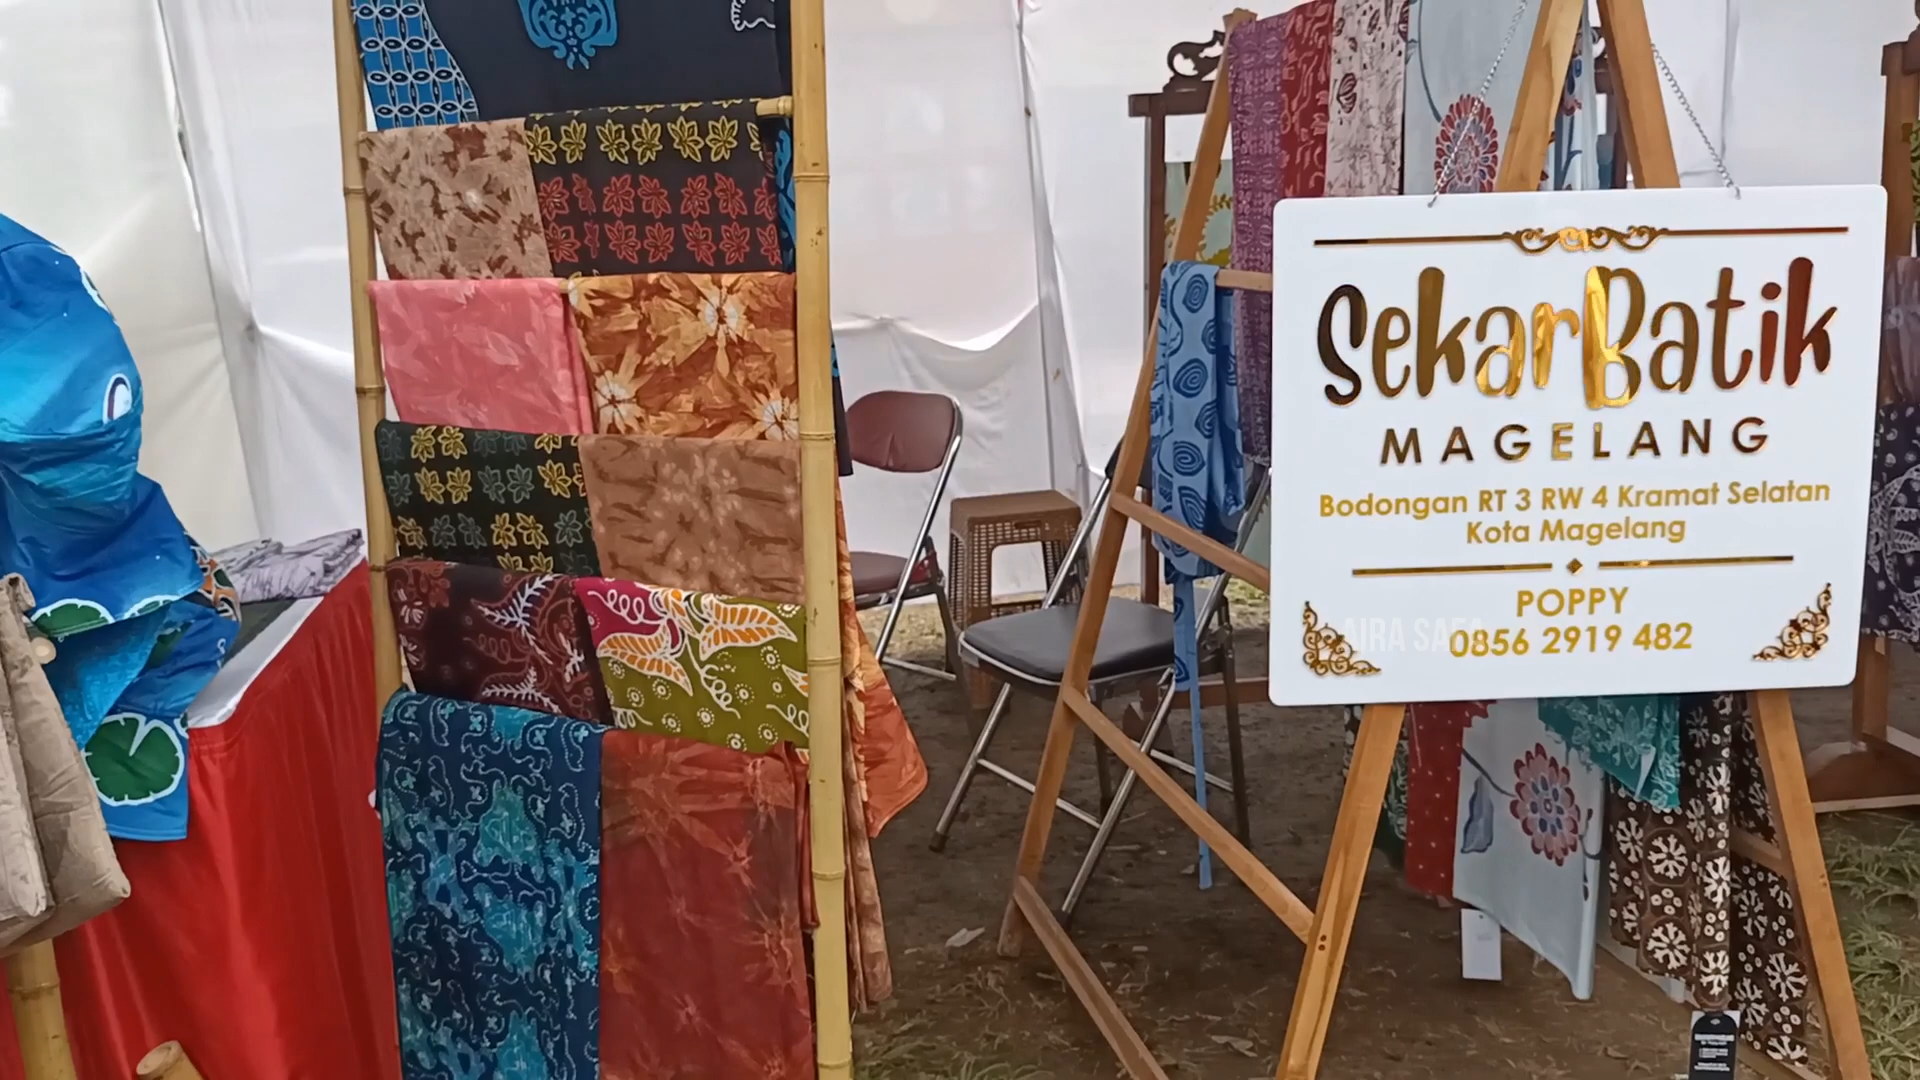 SekarBatik
MAGELANG
Bodongan RT 3 RW 4 Kramat Selatan
Kota Magelang
POPPY
0856 2919 482